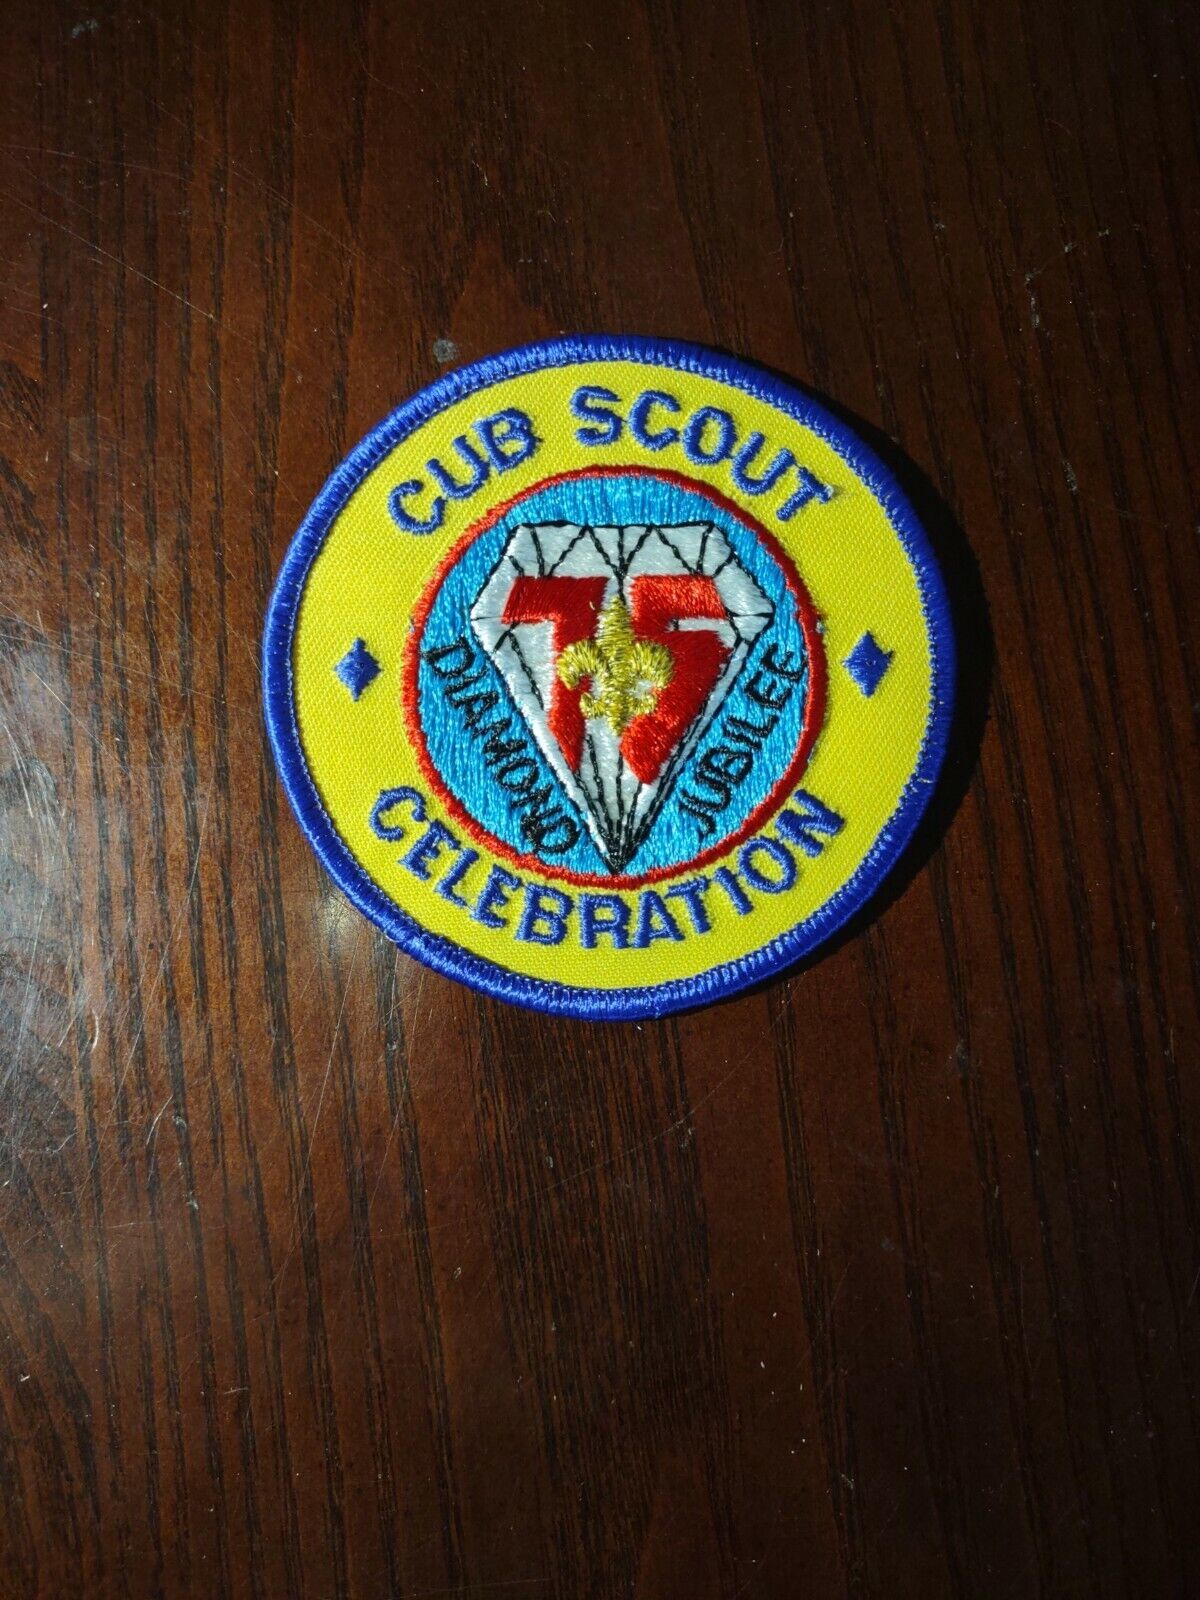 CUB SCOUT
75
DIAMOND JUBILEE
CELEBRATION